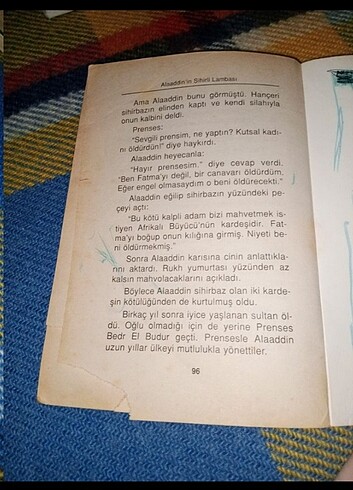 Alaaddin'in Sihirli Lambası
Ama Alaaddin bunu görmüştü. Hançeri
sihirbazın elinden kaptı ve kendi silahıyla
onun kalbini deldi.
Prenses:
"Sevgili prensim, ne yaptın? Kutsal kadı-
nı öldürdün!" diye haykırdı.
Alaaddin heyecanla:
"Hayır prensesim." diye cevap verdi.
"Ben Fatma'yı değil, bir canavarı öldürdüm,
Eğer engel olmasaydım o beni öldürecekti."
Alaaddin eğilip sihirbazın yüzündeki pe-
çeyi açtı:
"Bu kötü kalpli adam bizi mahvetmek is-
tiyen Afrikalı Büyücü'nün kardeşidir. Fat-
ma'yı boğup onun kılığına girmiş. Niyeti be-
ni öldürmekmiş."
Sonra Alaaddin karısına cinin anlattıkla-
rını aktardı. Rukh yumurtası yüzünden az
kalsın mahvolacaklarını açıkladı.
Böylece Alaaddin sihirbaz olan iki karde-
şin kötülüğünden de kurtulmuş oldu.
Birkaç yıl sonra iyice yaşlanan sultan öl-
dü. Oğlu olmadığı için de yerine Prenses
Bedr El Budur geçti. Prensesle Alaaddin
uzun yıllar ülkeyi mutlulukla yönettiler.
96